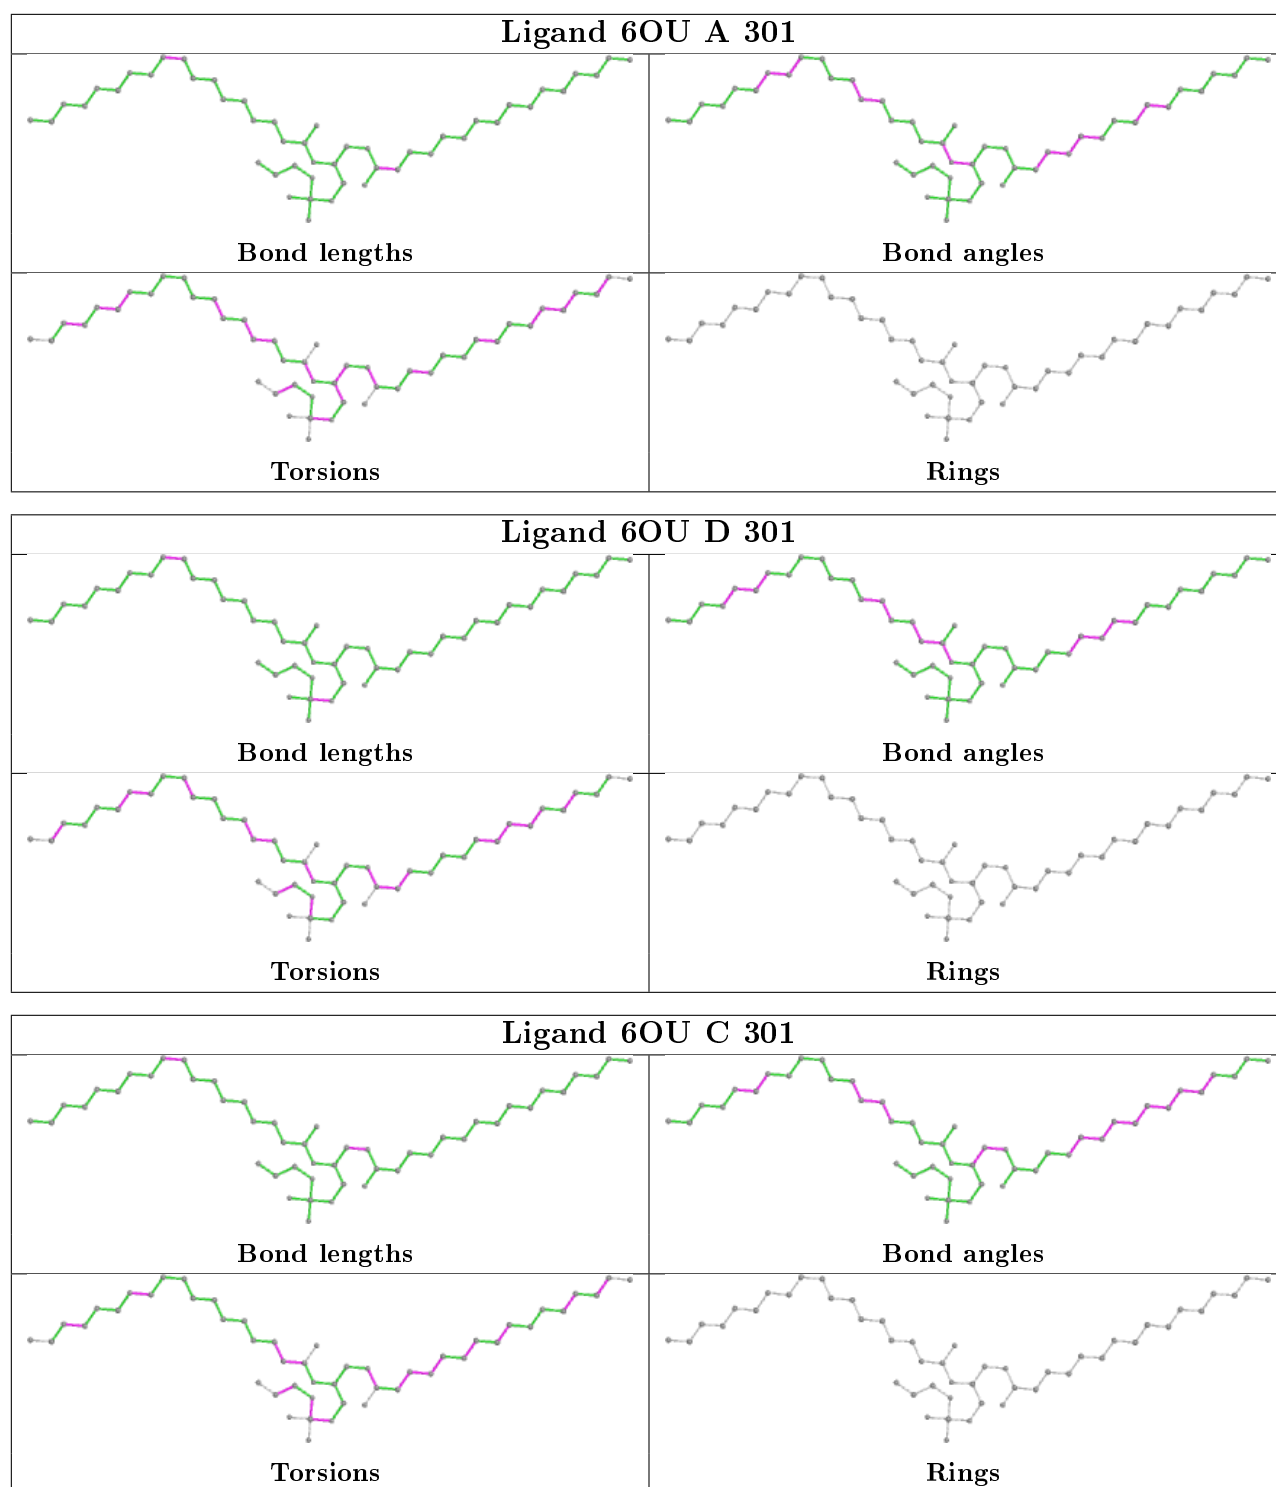 Ligand 6OU A 301
Bond lengths
Bond angles
Torsions
Rings
Ligand 6OU D 301
Bond lengths
Bond angles
Torsions
Rings
Ligand 6OU C 301
Bond lengths
Bond angles
Torsions
Rings